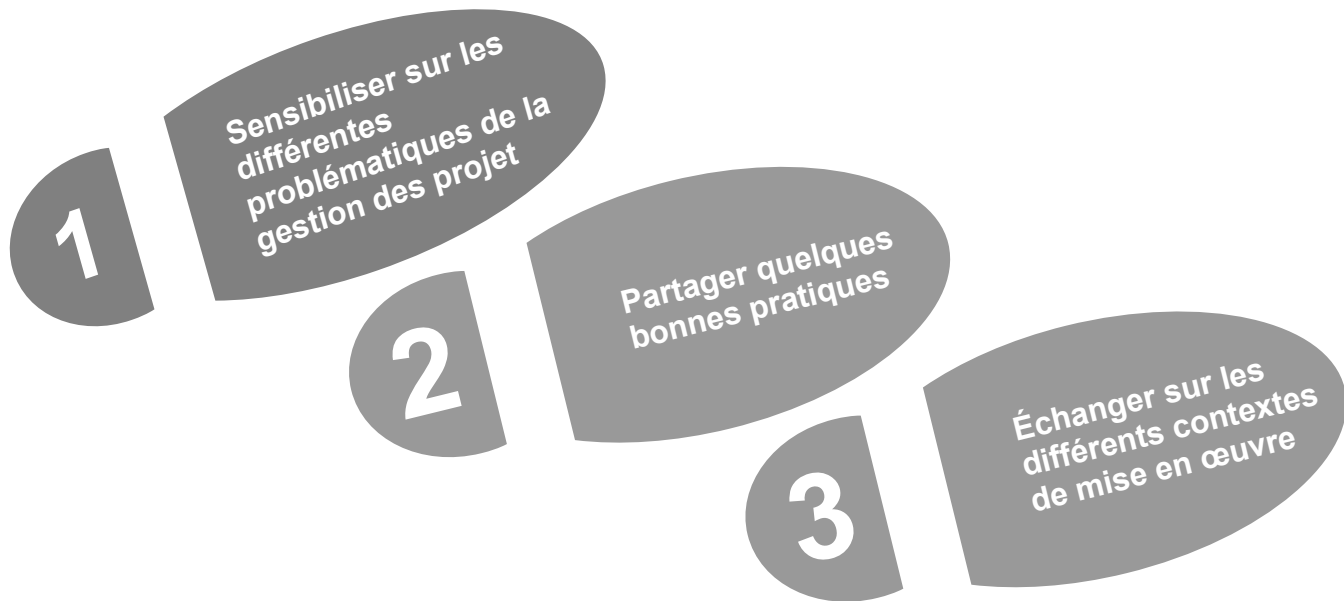 1
Sensibiliser sur les
différentes
problématiques de la
gestion des projet
2
Partager quelques
bonnes pratiques
3
Échanger sur les
différents contextes
de mise en œuvre